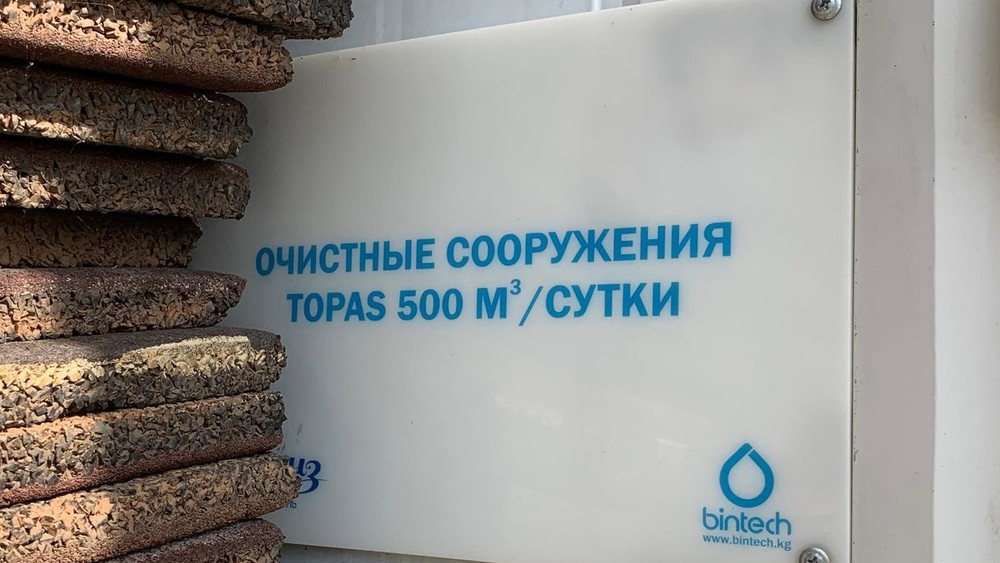 ОЧИСТНЫЕ СООРУЖЕНИЯ
TOPAS 500 М³/СУТКИ
bintech
www.bintech.kg